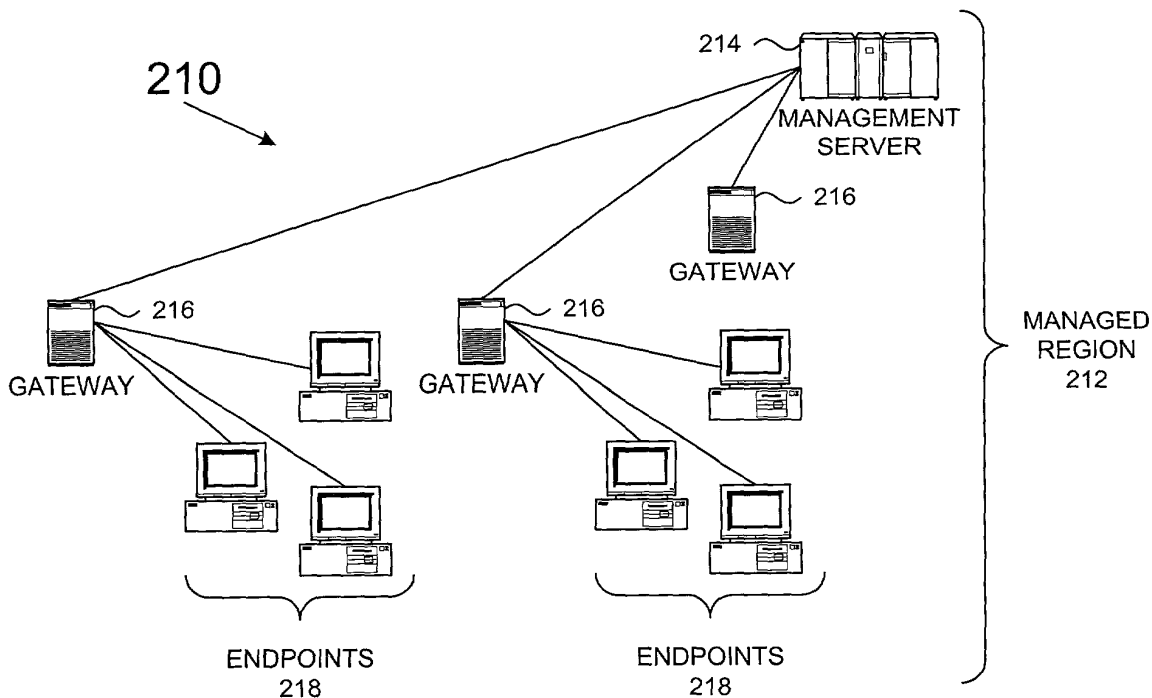 214
210
MANAGEMENT
SERVER
216
GATEWAY
216
GATEWAY
216
GATEWAY
MANAGED
REGION
212
ENDPOINTS
218
ENDPOINTS
218